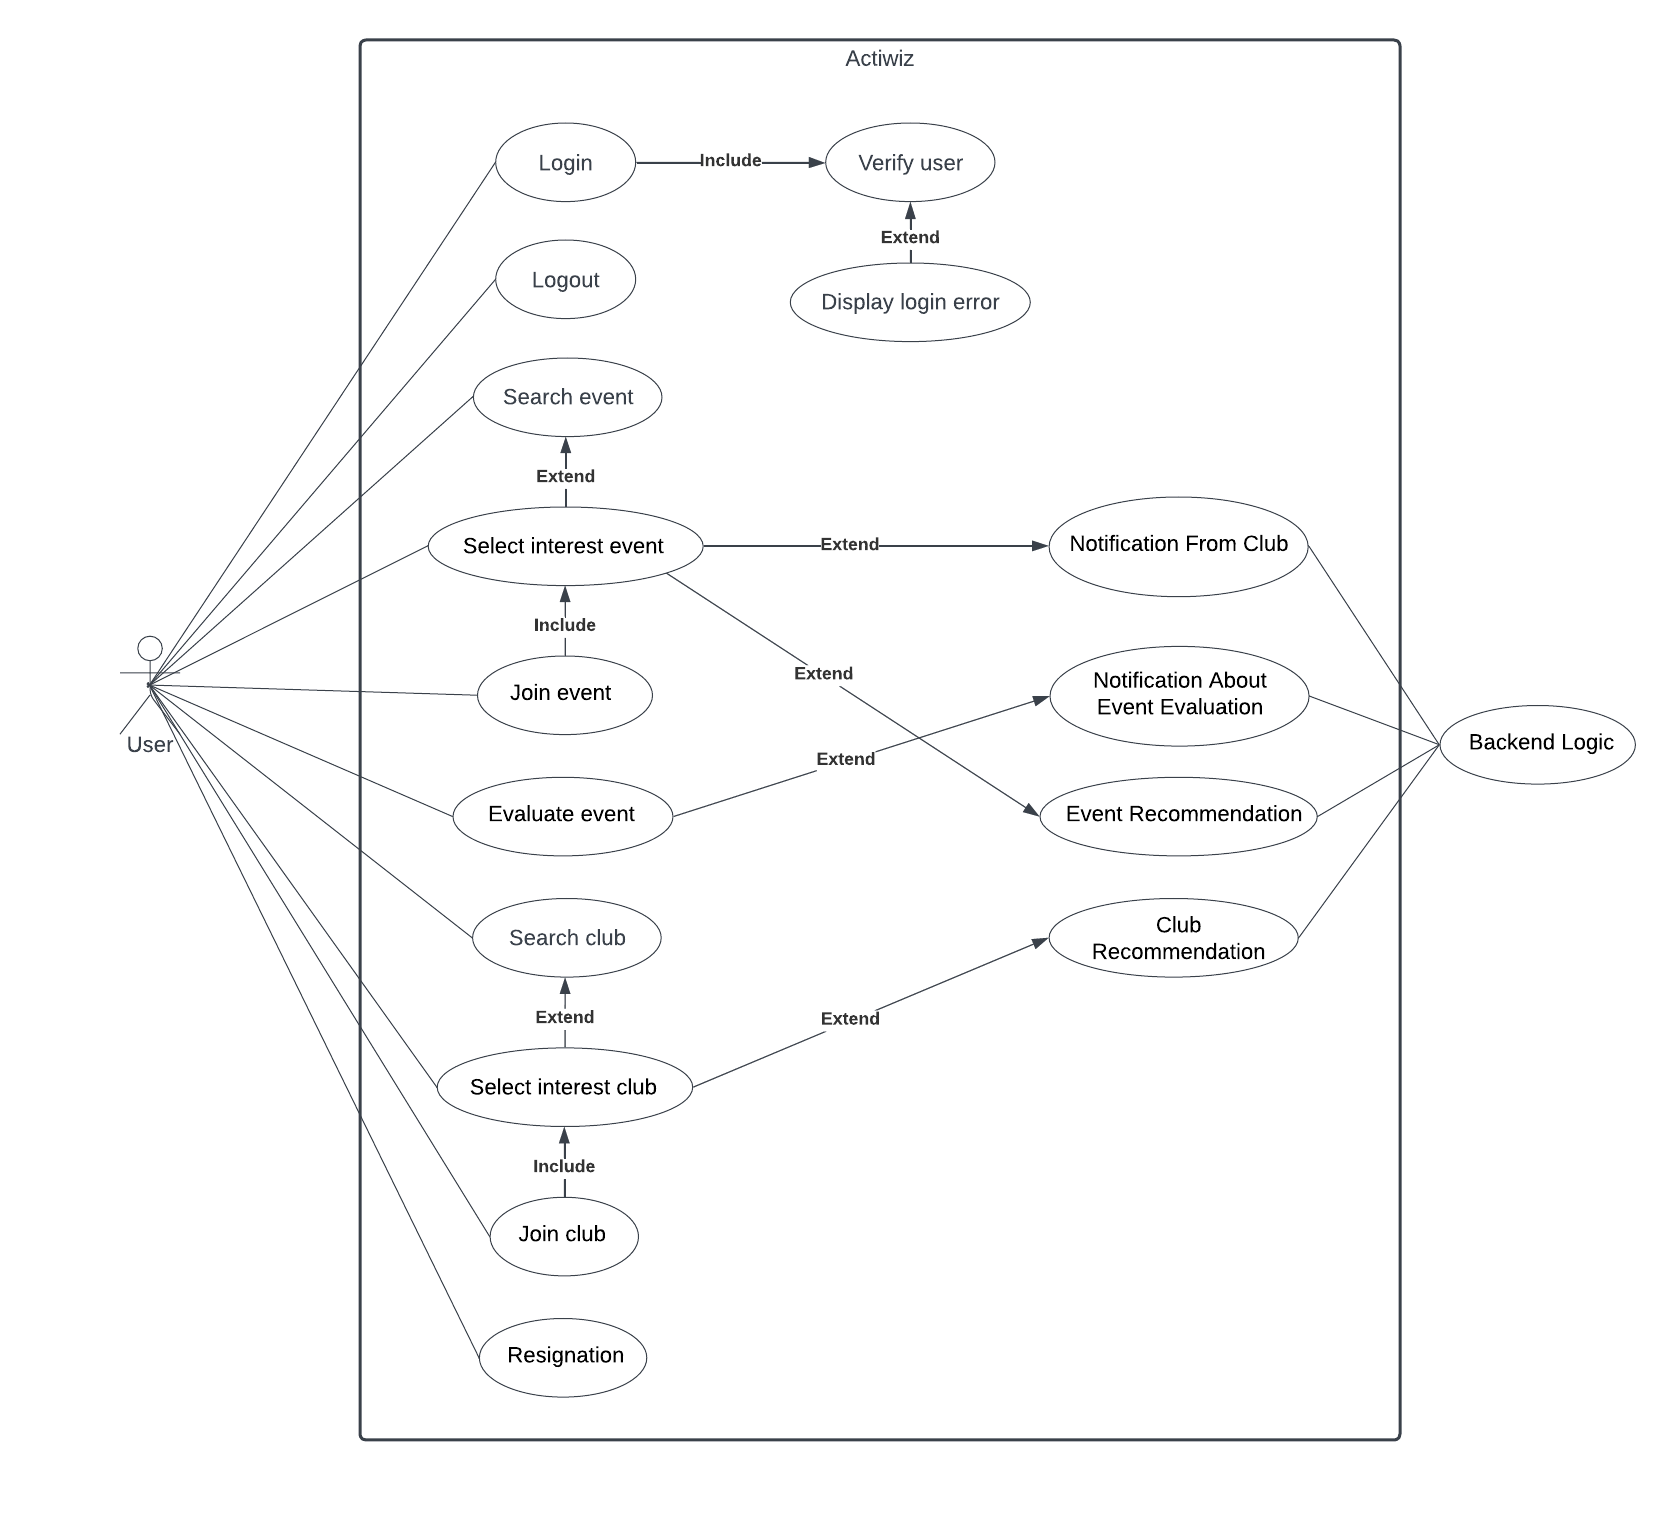 Actiwiz
Login
Include
Verify user
Extend
Logout
Display login error
Search event
Extend
Select interest event
Extend
Notification From Club
Include
Join event
Extend
Notification About
Event Evaluation
User
Backend Logic
Extend
Evaluate event
Event Recommendation
Search club
Club
Recommendation
Extend
Extend
Select interest club
Include
Join club
Resignation